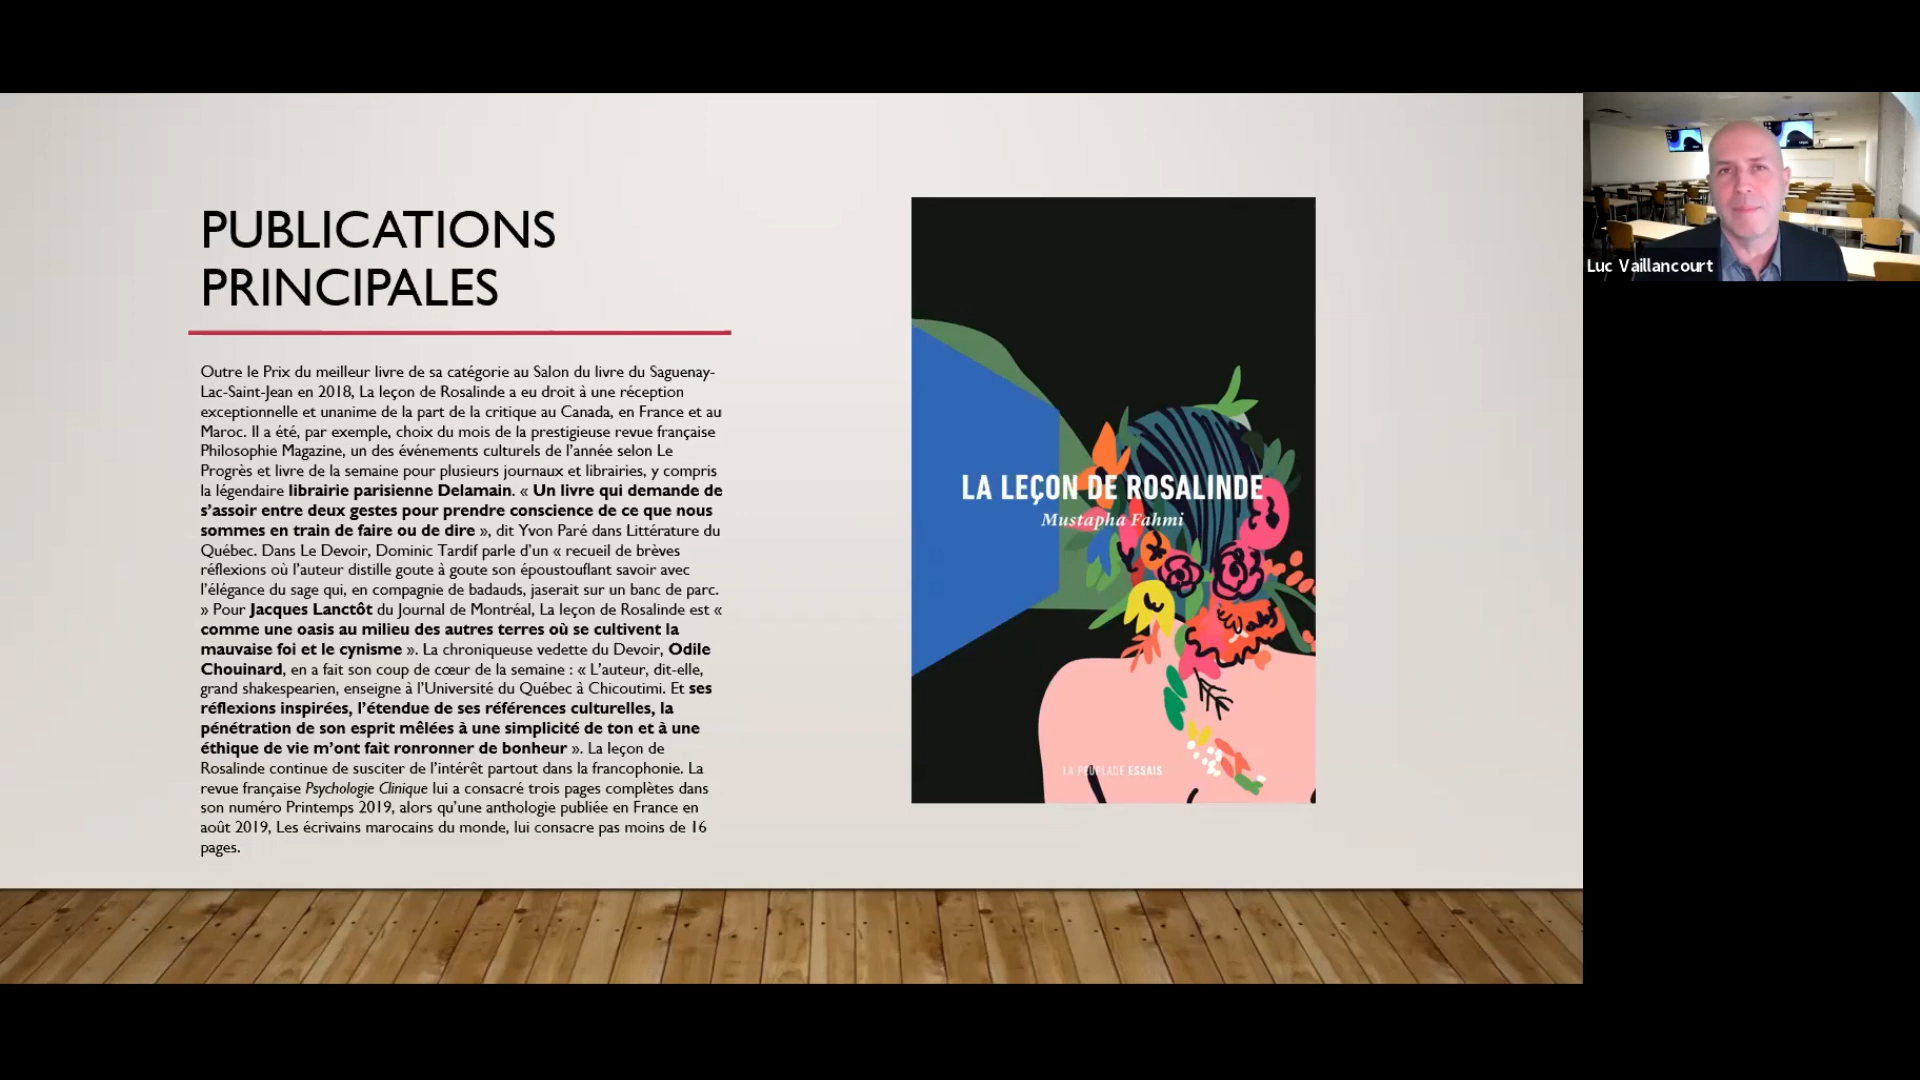 PUBLICATIONS
PRINCIPALES
Outre le Prix du meilleur livre de sa catégorie au Salon du livre du Saguenay-
Lac-Saint-Jean en 2018, La leçon de Rosalinde a eu droit à une réception
exceptionnelle et unanime de la part de la critique au Canada, en France et au
Maroc. Il a été, par exemple, choix du mois de la prestigieuse revue française
Philosophie Magazine, un des événements culturels de l’année selon Le
Progrès et livre de la semaine pour plusieurs journaux et librairies, y compris
la légendaire librairie parisienne Delamain. « Un livre qui demande de
s’assoir entre deux gestes pour prendre conscience de ce que nous
sommes en train de faire ou de dire », dit Yvon Paré dans Littérature du
Québec. Dans Le Devoir, Dominic Tardif parle d’un « recueil de brèves
réflexions où l’auteur distille goute à goute son époustouflant savoir avec
l’élégance du sage qui, en compagnie de badauds, jaserait sur un banc de parc.
» Pour Jacques Lanctôt du Journal de Montréal, La leçon de Rosalinde est «
comme une oasis au milieu des autres terres où se cultivent la
mauvaise foi et le cynisme ». La chroniqueuse vedette du Devoir, Odile
Chouinard, en a fait son coup de cœur de la semaine : « L’auteur, dit-elle,
grand shakespearien, enseigne à l’Université du Québec à Chicoutimi. Et ses
réflexions inspirées, l’étendue de ses références culturelles, la
pénétration de son esprit mêlées à une simplicité de ton et à une
éthique de vie m’ont fait ronronner de bonheur ». La leçon de
Rosalinde continue de susciter de l’intérêt partout dans la francophonie. La
revue française Psychologie Clinique lui a consacré trois pages complètes dans
son numéro Printemps 2019, alors qu’une anthologie publiée en France en
août 2019, Les écrivains marocains du monde, lui consacre pas moins de 16
pages.
LA LEÇON DE ROSALINDE
Mustapha Fahmi
LA PEUPLADE ESSAIS
Luc Vaillancourt